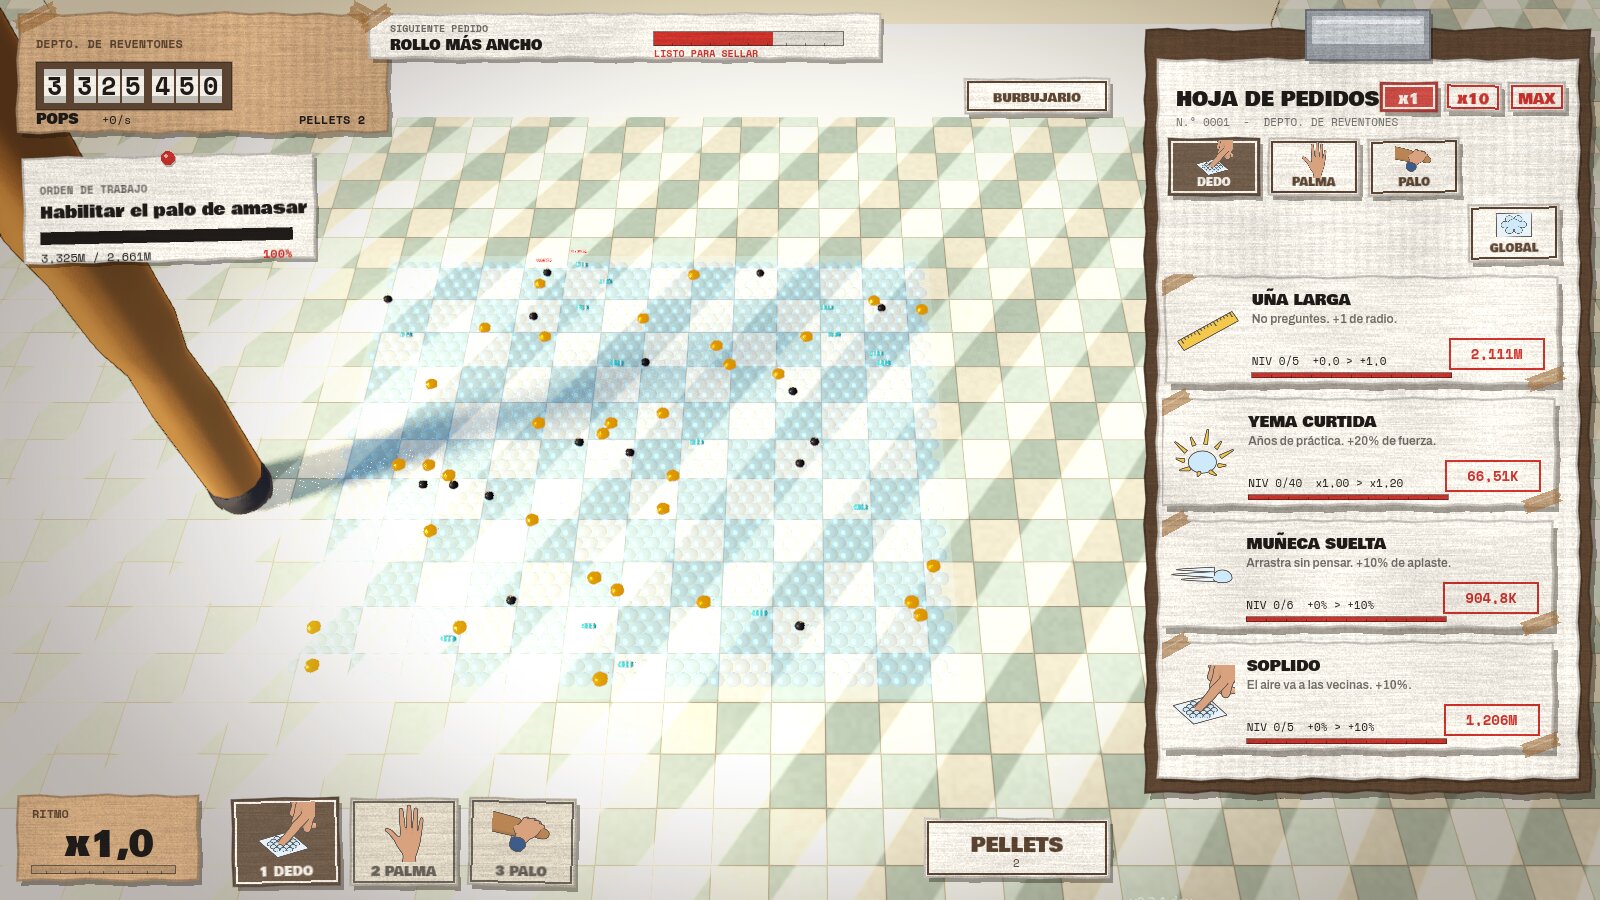 DEPTO. DE REVENTONES
3 325 450
POPS +0/s PELLETS 2
SIGUIENTE PEDIDO
ROLLO MÁS ANCHO
LISTO PARA SELLAR
BURBUJARIO
ORDEN DE TRABAJO
Habilitar el palo de amasar
3,325M / 2,661M 100%
HOJA DE PEDIDOS x1 x10 MAX
N.° 0001 - DEPTO. DE REVENTONES
DEDO PALMA PALO
GLOBAL
UÑA LARGA
No preguntes. +1 de radio.
NIV 0/5 +0,0 > +1,0 2,111M
YEMA CURTIDA
Años de práctica. +20% de fuerza.
NIV 0/40 x1,00 > x1,20 66,51K
MUÑECA SUELTA
Arrastra sin pensar. +10% de aplaste.
NIV 0/6 +0% > +10% 904,8K
SOPLIDO
El aire va a las vecinas. +10%.
NIV 0/5 +0% > +10% 1,206M
RITMO
x1,0
1 DEDO 2 PALMA 3 PALO
PELLETS
2